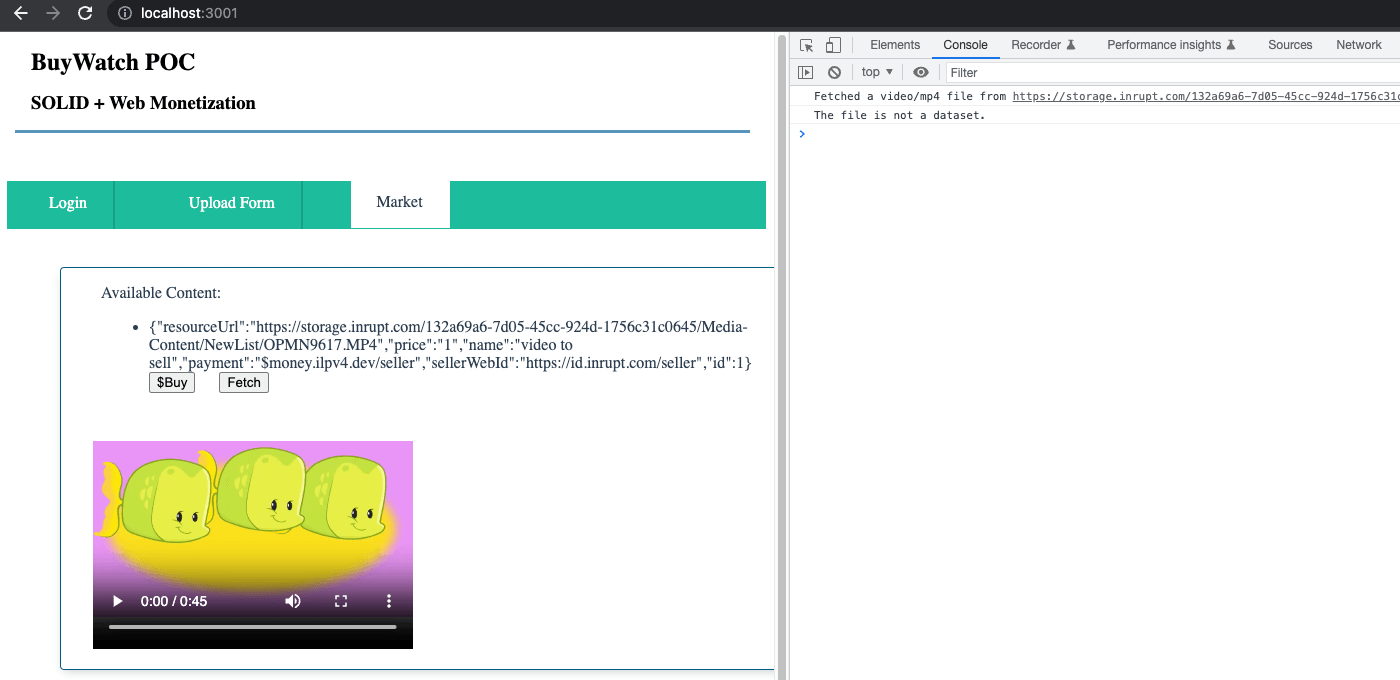 localhost:3001
BuyWatch POC
SOLID + Web Monetization
Login Upload Form Market
Available Content:
• {"resourceUrl":"https://storage.inrupt.com/132a69a6-7d05-45cc-924d-1756c31c0645/Media-
Content/NewList/OPMN9617.MP4","price":"1","name":"video to
sell","payment":"$money.ilpv4.dev/seller","sellerWebId":"https://id.inrupt.com/seller","id":1}
$Buy Fetch
0:00 / 0:45
Elements Console Recorder Performance insights Sources Network
top Filter
Fetched a video/mp4 file from https://storage.inrupt.com/132a69a6-7d05-45cc-924d-1756c31c
The file is not a dataset.
>